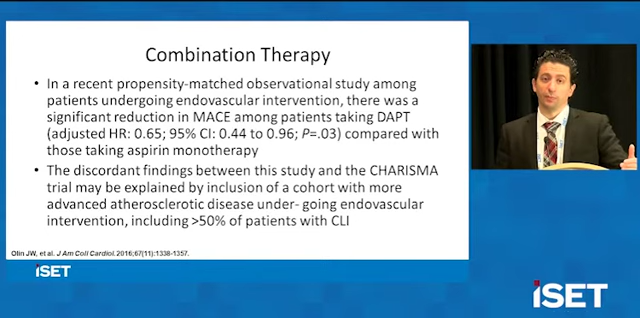 Combination Therapy
• In a recent propensity-matched observational study among
patients undergoing endovascular intervention, there was a
significant reduction in MACE among patients taking DAPT
(adjusted HR: 0.65; 95% CI: 0.44 to 0.96; P=.03) compared with
those taking aspirin monotherapy
• The discordant findings between this study and the CHARISMA
trial may be explained by inclusion of a cohort with more
advanced atherosclerotic disease under- going endovascular
intervention, including >50% of patients with CLI
Olin JW, et al. J Am Coll Cardiol. 2016;67(11):1338-1357.
iSET
iSET